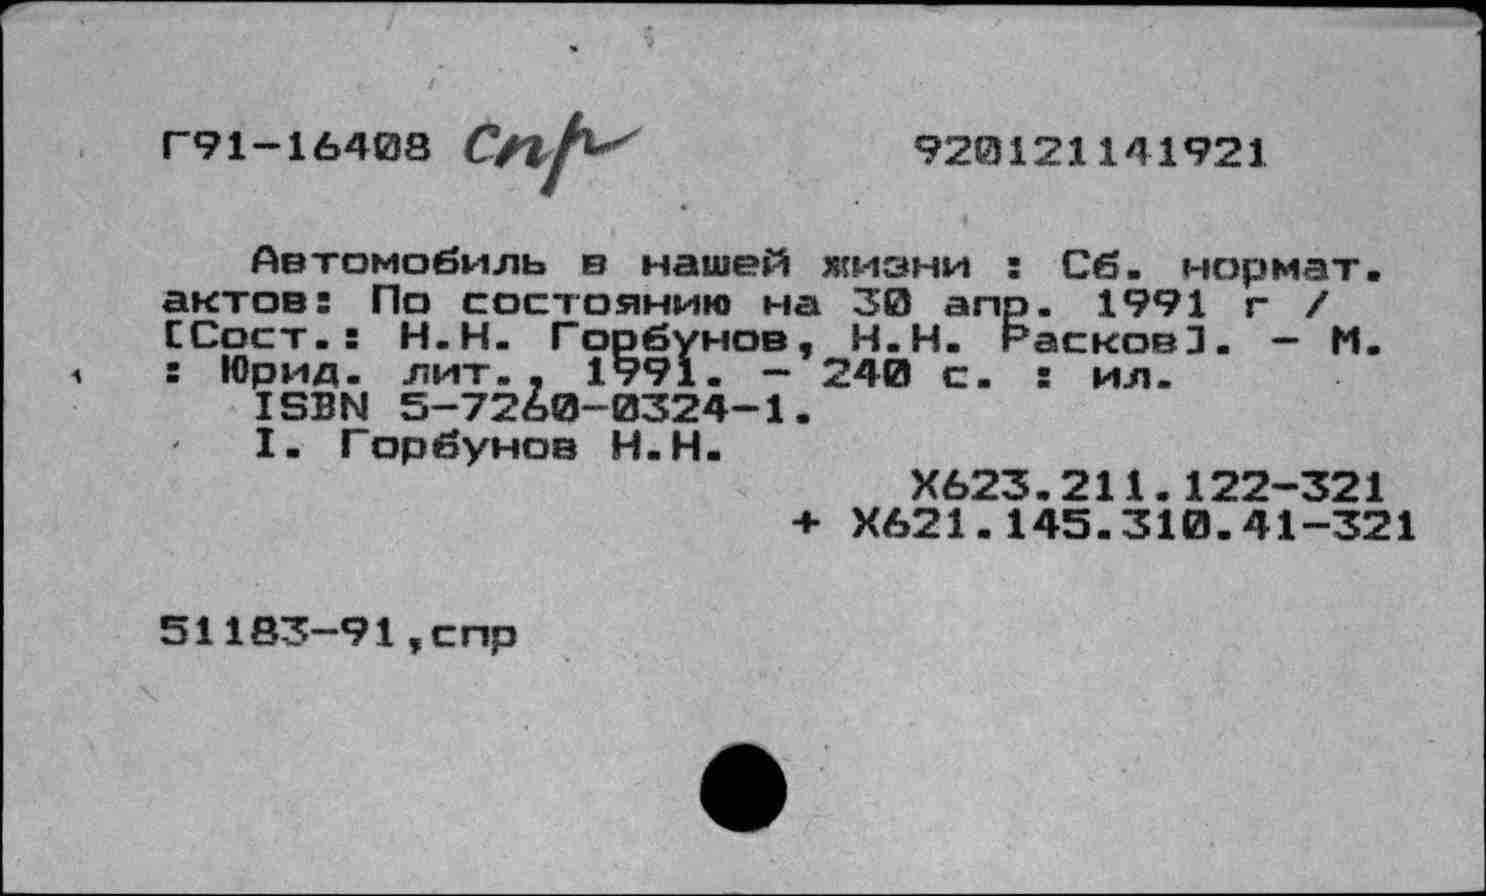 Г91-16408 спр 920121141921
Автомобиль в нашей жизни : Сб. нормат.
актов: По состоянию на 30 апр. 1991 г /
[Сост.: Н.Н. Горбунов, Н.Н. Расков]. - М.
: Юрид. лит., 1991. - 240 с. : ил.
ISBN 5-7260-0324-1.
I. Горбунов Н.Н.
Х623.211.122-321
+ Х621.145.310.41-321
51183-91,спр